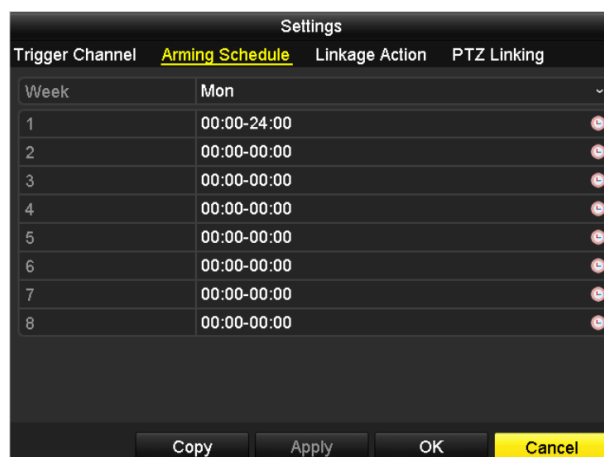 Settings
Trigger Channel Arming Schedule Linkage Action PTZ Linking
Week Mon
1 00:00-24:00
2 00:00-00:00
3 00:00-00:00
4 00:00-00:00
5 00:00-00:00
6 00:00-00:00
7 00:00-00:00
8 00:00-00:00
Copy Apply OK Cancel